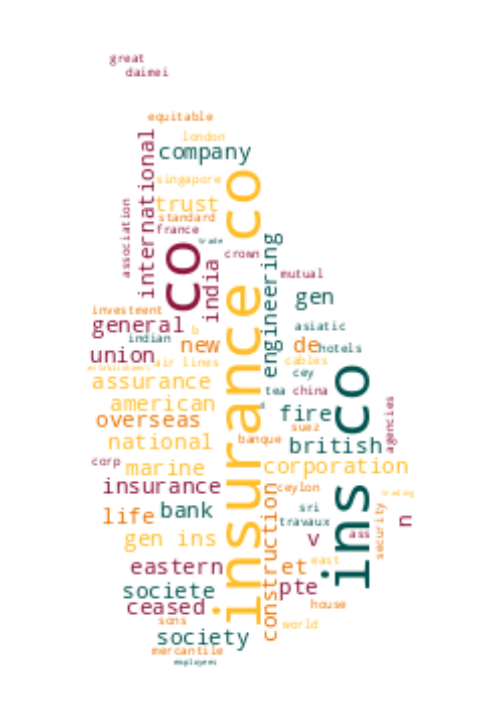 great
daimei
equitable
london
company
international
singapore
insurance co
trust
standard
association
france
trade
co
crown
india
engineering
mutual
gen
investment
general
b
asiatic
indian
new
de
hotels
union
air lines
cables
establishments
cey
assurance
tea
china
ins co
american
d
fire
agencies
overseas
suez
national
banque
british
corp
marine
corporation
insurance
ceylon
trading
life
bank
sri
travaux
n
construction
security
gen ins
v
ass
eastern
et
east
societe
pte
ceased
house
sons
world
society
mercantile
employees